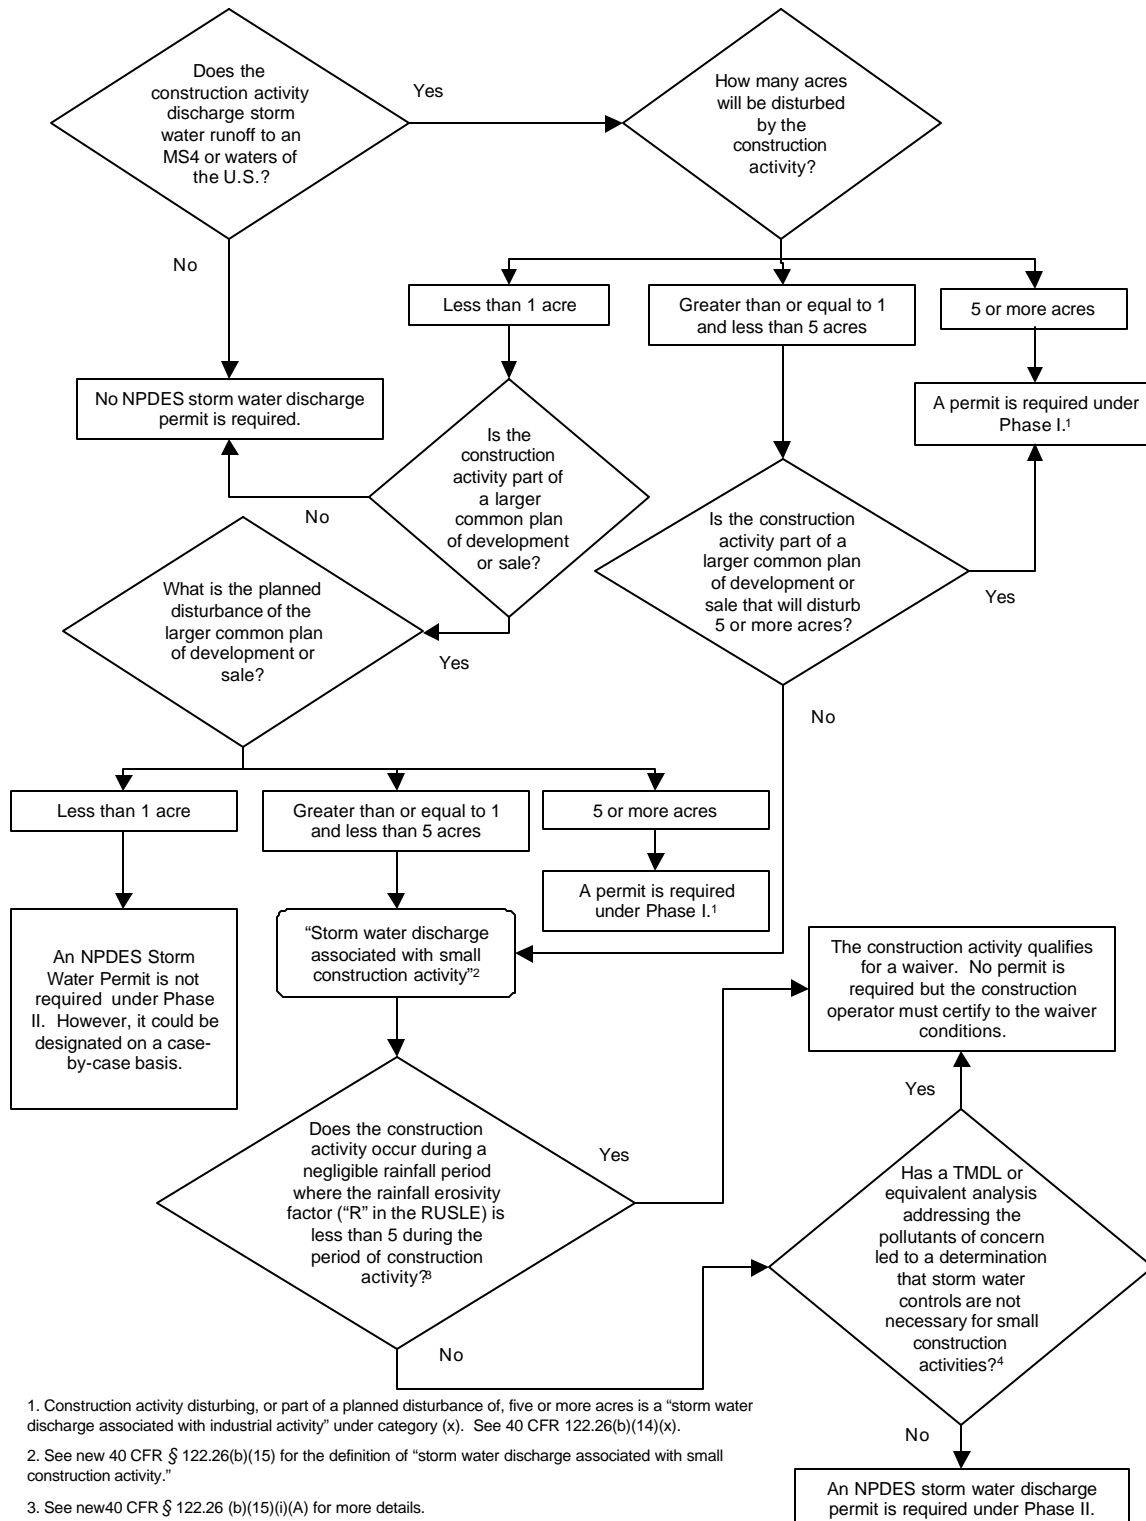 Does the
construction activity
discharge storm
water runoff to an
MS4 or waters of
the U.S.?
Yes
How many acres
will be disturbed
by the
construction
activity?
No
Less than 1 acre
Greater than or equal to 1
and less than 5 acres
5 or more acres
No NPDES storm water discharge
permit is required.
A permit is required under
Phase I.¹
Is the
construction
activity part of
a larger
common plan
of development
or sale?
No
Yes
Is the construction
activity part of a
larger common plan
of development or
sale that will disturb
5 or more acres?
Yes
No
What is the planned
disturbance of the
larger common plan
of development or
sale?
Less than 1 acre
Greater than or equal to 1
and less than 5 acres
5 or more acres
A permit is required
under Phase I.¹
An NPDES Storm
Water Permit is not
required under Phase
II. However, it could be
designated on a case-
by-case basis.
“Storm water discharge
associated with small
construction activity”²
The construction activity qualifies
for a waiver. No permit is
required but the construction
operator must certify to the waiver
conditions.
Does the construction
activity occur during a
negligible rainfall period
where the rainfall erosivity
factor (“R” in the RUSLE) is
less than 5 during the
period of construction
activity?³
Yes
No
Yes
Has a TMDL or
equivalent analysis
addressing the
pollutants of concern
led to a determination
that storm water
controls are not
necessary for small
construction
activities?⁴
No
An NPDES storm water discharge
permit is required under Phase II.
1. Construction activity disturbing, or part of a planned disturbance of, five or more acres is a “storm water
discharge associated with industrial activity” under category (x). See 40 CFR 122.26(b)(14)(x).
2. See new 40 CFR § 122.26(b)(15) for the definition of “storm water discharge associated with small
construction activity.”
3. See new40 CFR § 122.26 (b)(15)(i)(A) for more details.